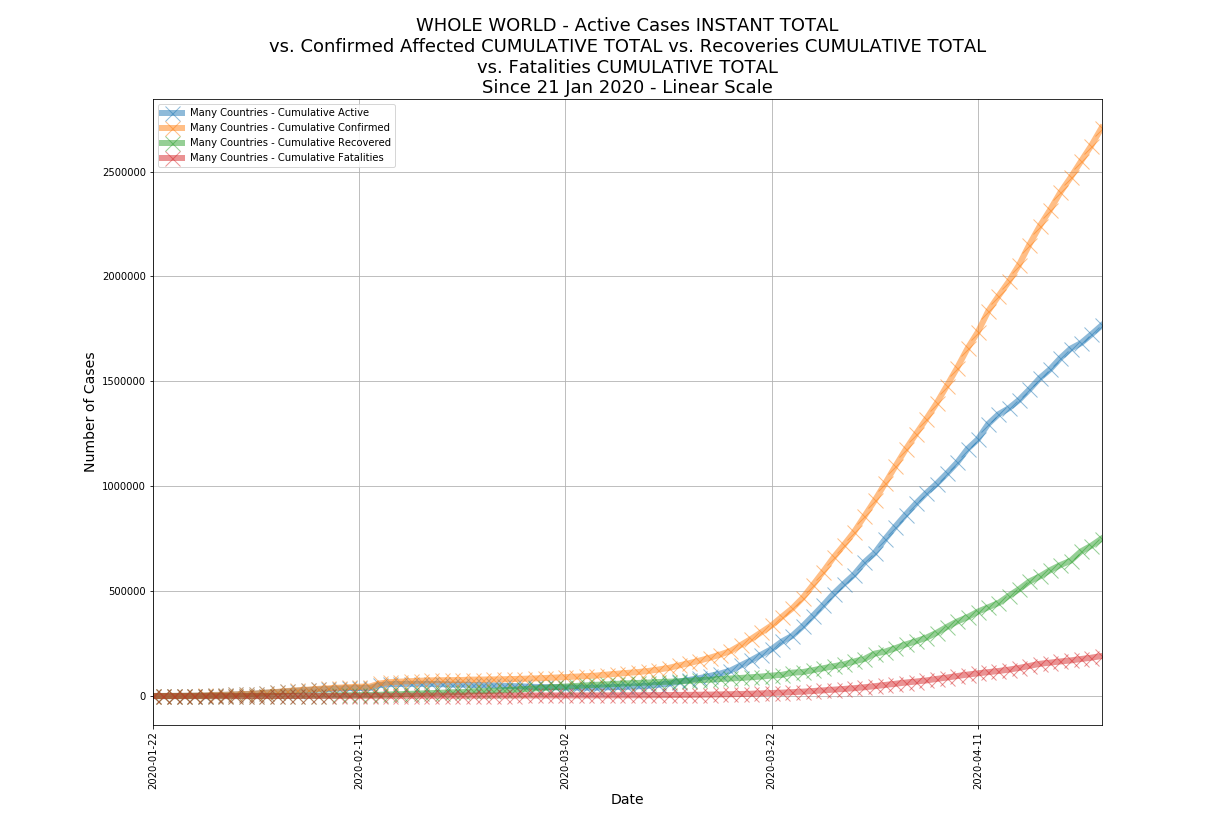 WHOLE WORLD - Active Cases INSTANT TOTAL
vs. Confirmed Affected CUMULATIVE TOTAL vs. Recoveries CUMULATIVE TOTAL
vs. Fatalities CUMULATIVE TOTAL
Since 21 Jan 2020 - Linear Scale
Many Countries - Cumulative Active
Many Countries - Cumulative Confirmed
Many Countries - Cumulative Recovered
Many Countries - Cumulative Fatalities
Number of Cases
2500000
2000000
1500000
1000000
500000
0
2020-01-22
2020-02-11
2020-03-02
2020-03-22
2020-04-11
Date